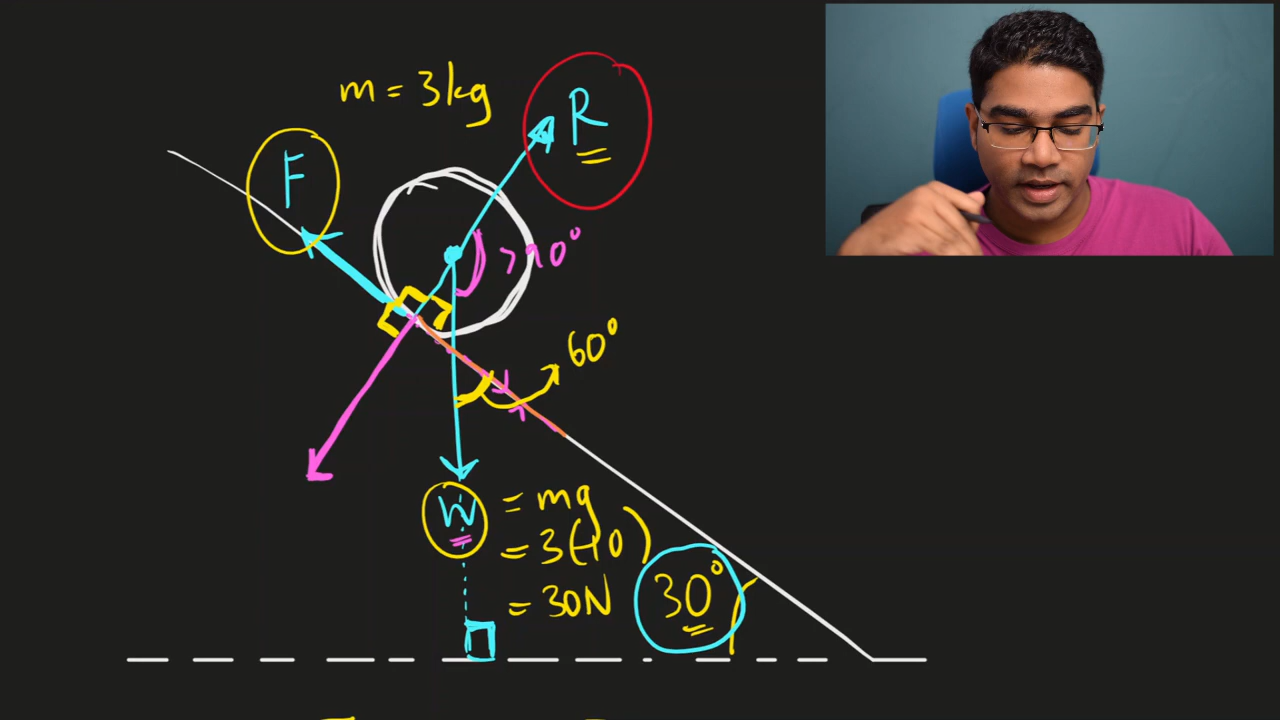 m = 3kg
R
F
>90°
60°
W = mg
= 3(10)
= 30N
30°